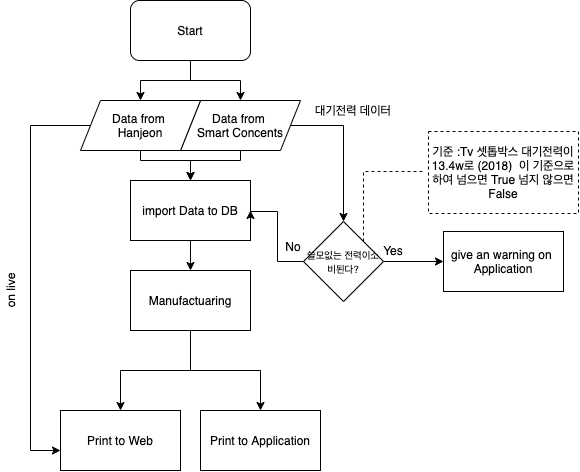 Start
Data from
Hanjeon
Data from
Smart Concents
대기전력 데이터
기준 :Tv 셋톱박스 대기전력이
13.4w로 (2018) 이 기준으로
하여 넘으면 True 넘지 않으면
False
import Data to DB
No
쓸모없는 전력이소
비된다?
Yes
give an warning on
Application
on live
Manufactuaring
Print to Web
Print to Application